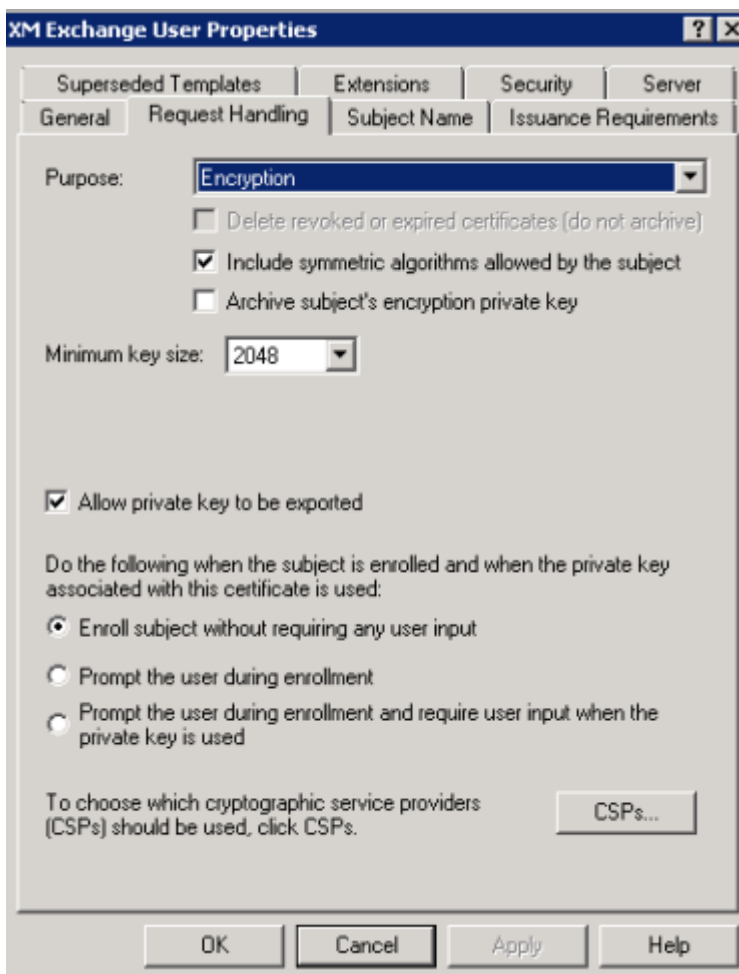 XM Exchange User Properties
Superseded Templates Extensions Security Server
General Request Handling Subject Name Issuance Requirements
Purpose: Encryption
Delete revoked or expired certificates (do not archive)
Include symmetric algorithms allowed by the subject
Archive subject's encryption private key
Minimum key size: 2048
Allow private key to be exported
Do the following when the subject is enrolled and when the private key
associated with this certificate is used:
Enroll subject without requiring any user input
Prompt the user during enrollment
Prompt the user during enrollment and require user input when the
private key is used
To choose which cryptographic service providers
(CSPs) should be used, click CSPs.
CSPs...
OK Cancel Apply Help